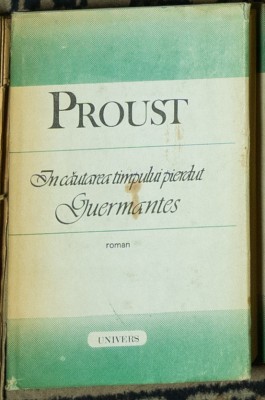 PROUST
În căutarea timpului pierdut
Guermantes
roman
UNIVERS